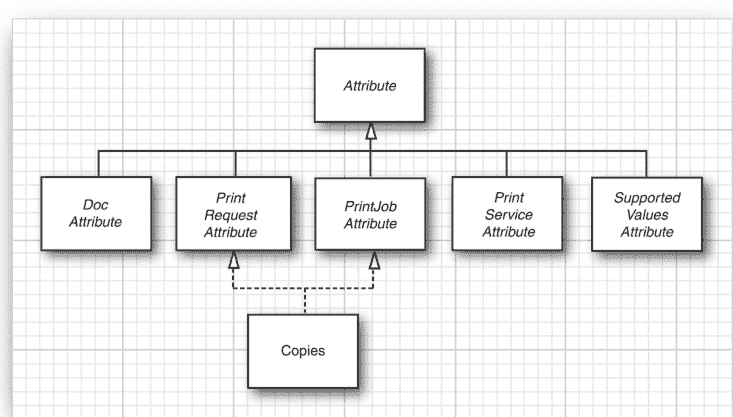 Attribute
Doc
Attribute
Print
Request
Attribute
PrintJob
Attribute
Print
Service
Attribute
Supported
Values
Attribute
Copies